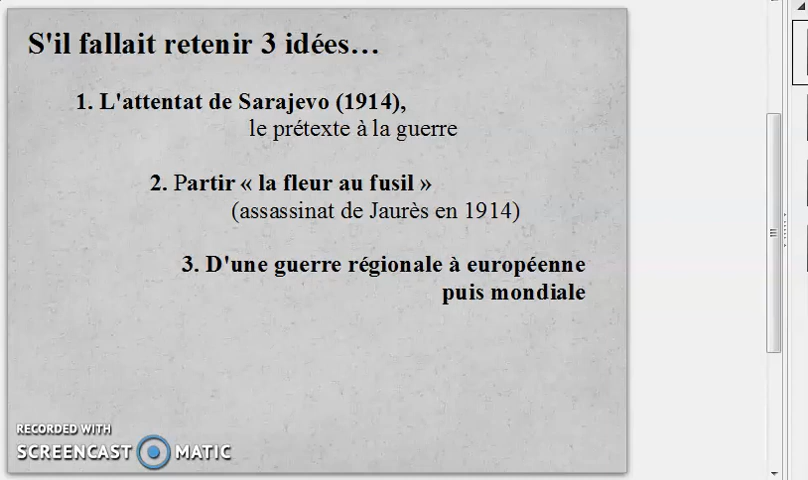 S'il fallait retenir 3 idées…
1. L'attentat de Sarajevo (1914),
le prétexte à la guerre
2. Partir « la fleur au fusil »
(assassinat de Jaurès en 1914)
3. D'une guerre régionale à européenne
puis mondiale
RECORDED WITH
SCREENCAST MATIC